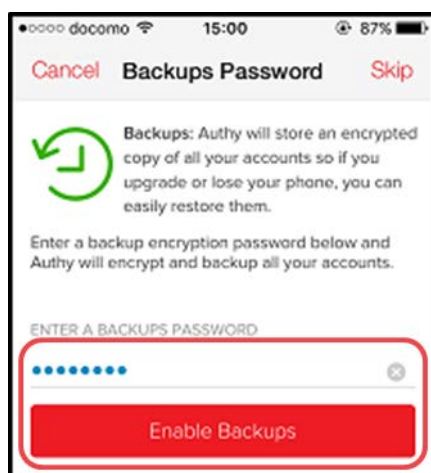 docomo 15:00 87%
Cancel Backups Password Skip
Backups: Authy will store an encrypted
copy of all your accounts so if you
upgrade or lose your phone, you can
easily restore them.
Enter a backup encryption password below and
Authy will encrypt and backup all your accounts.
ENTER A BACKUPS PASSWORD
••••••••
Enable Backups